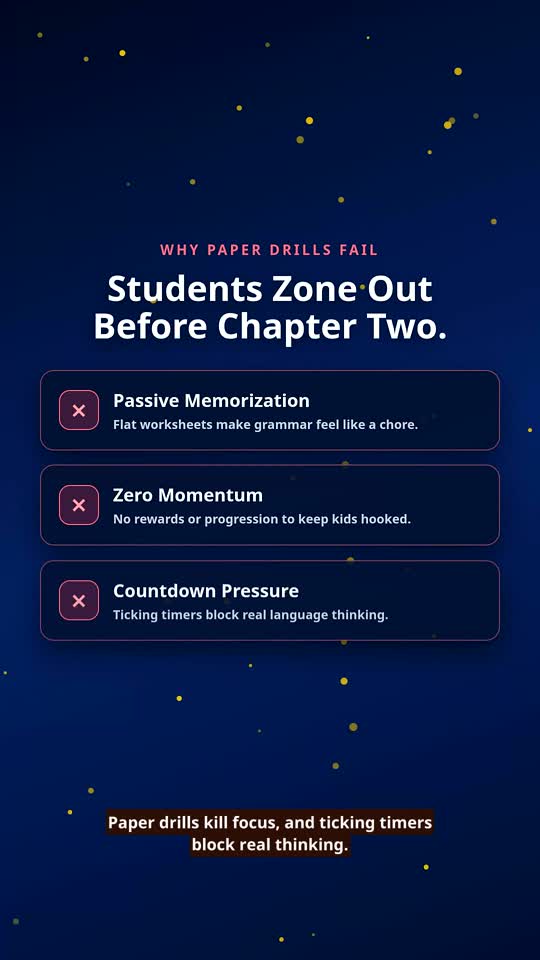 WHY PAPER DRILLS FAIL
Students Zone Out
Before Chapter Two.
Passive Memorization
Flat worksheets make grammar feel like a chore.
Zero Momentum
No rewards or progression to keep kids hooked.
Countdown Pressure
Ticking timers block real language thinking.
Paper drills kill focus, and ticking timers
block real thinking.